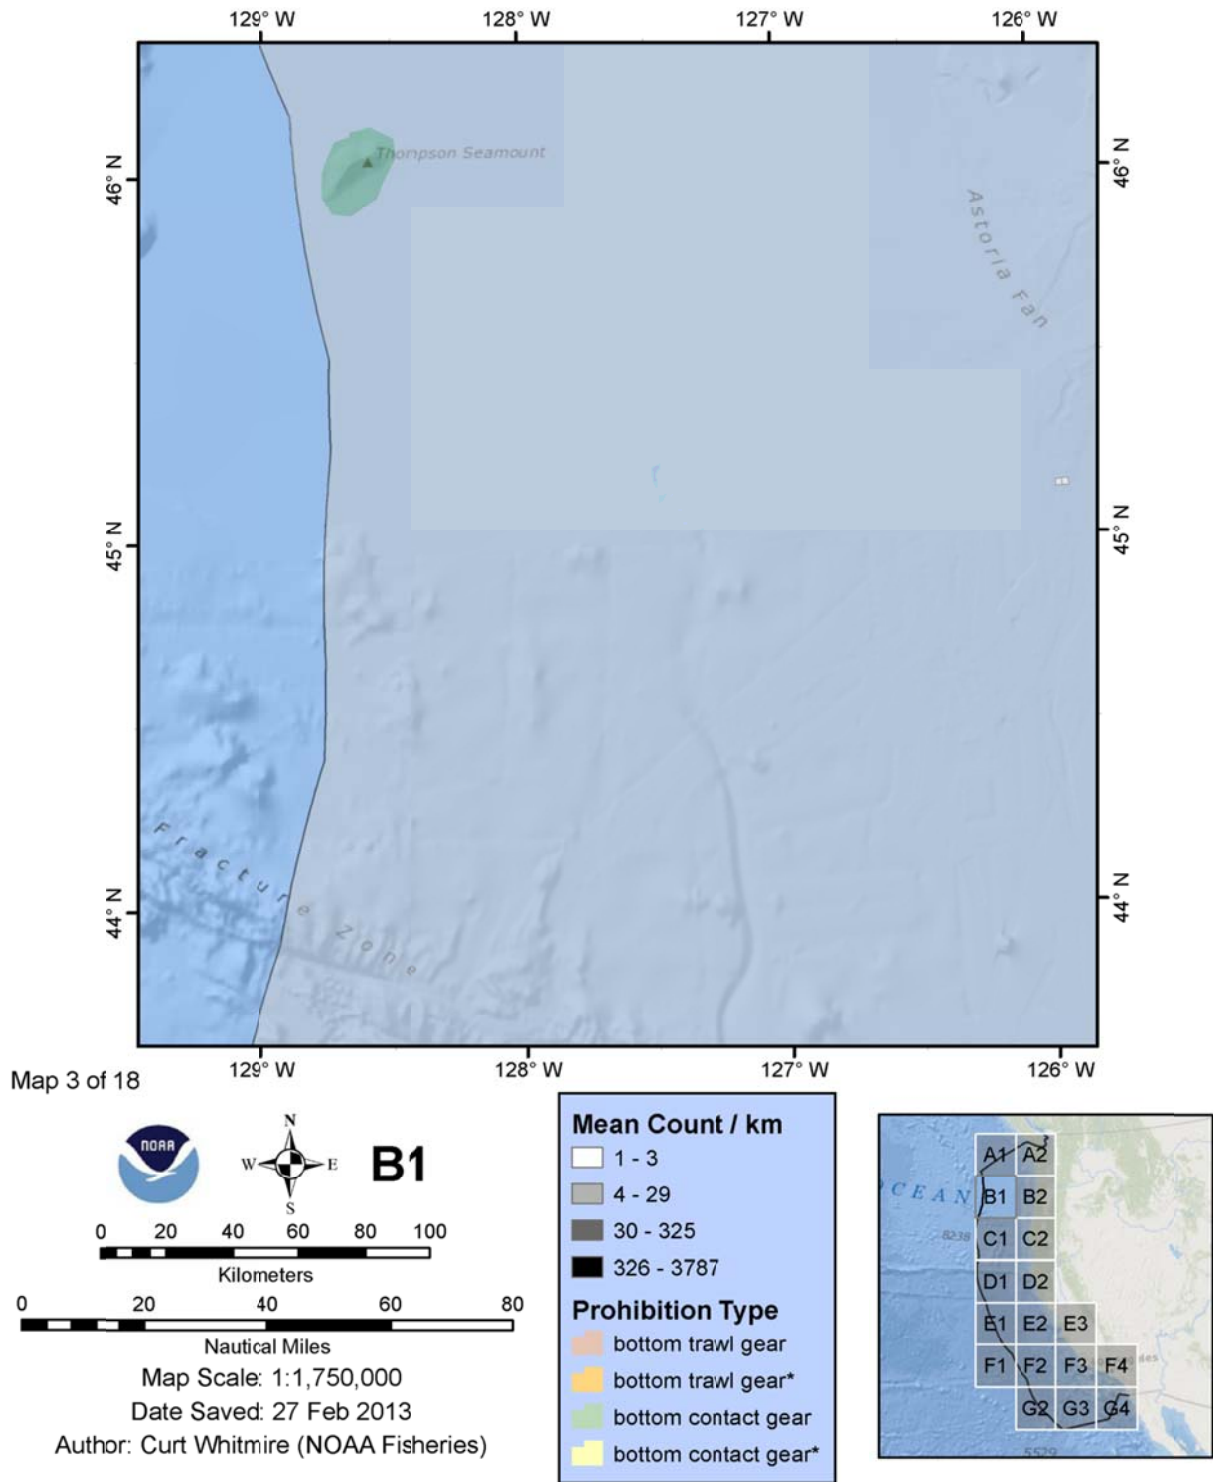 129° W 128° W 127° W 126° W
46° N
46° N
Thompson Seamount
Astoria Fan
45° N
45° N
44° N
44° N
Fracture Zone
129° W 128° W 127° W 126° W
Map 3 of 18
NOAA
N
W
E
S
B1
0 20 40 60 80 100
Kilometers
0 20 40 60 80
Nautical Miles
Map Scale: 1:1,750,000
Date Saved: 27 Feb 2013
Author: Curt Whitmire (NOAA Fisheries)
Mean Count / km
1 - 3
4 - 29
30 - 325
326 - 3787
Prohibition Type
bottom trawl gear
bottom trawl gear*
bottom contact gear
bottom contact gear*
A1 A2
OCEAN
B1 B2
8238
C1 C2
D1 D2
E1 E2 E3
F1 F2 F3 F4
G2 G3 G4
5529